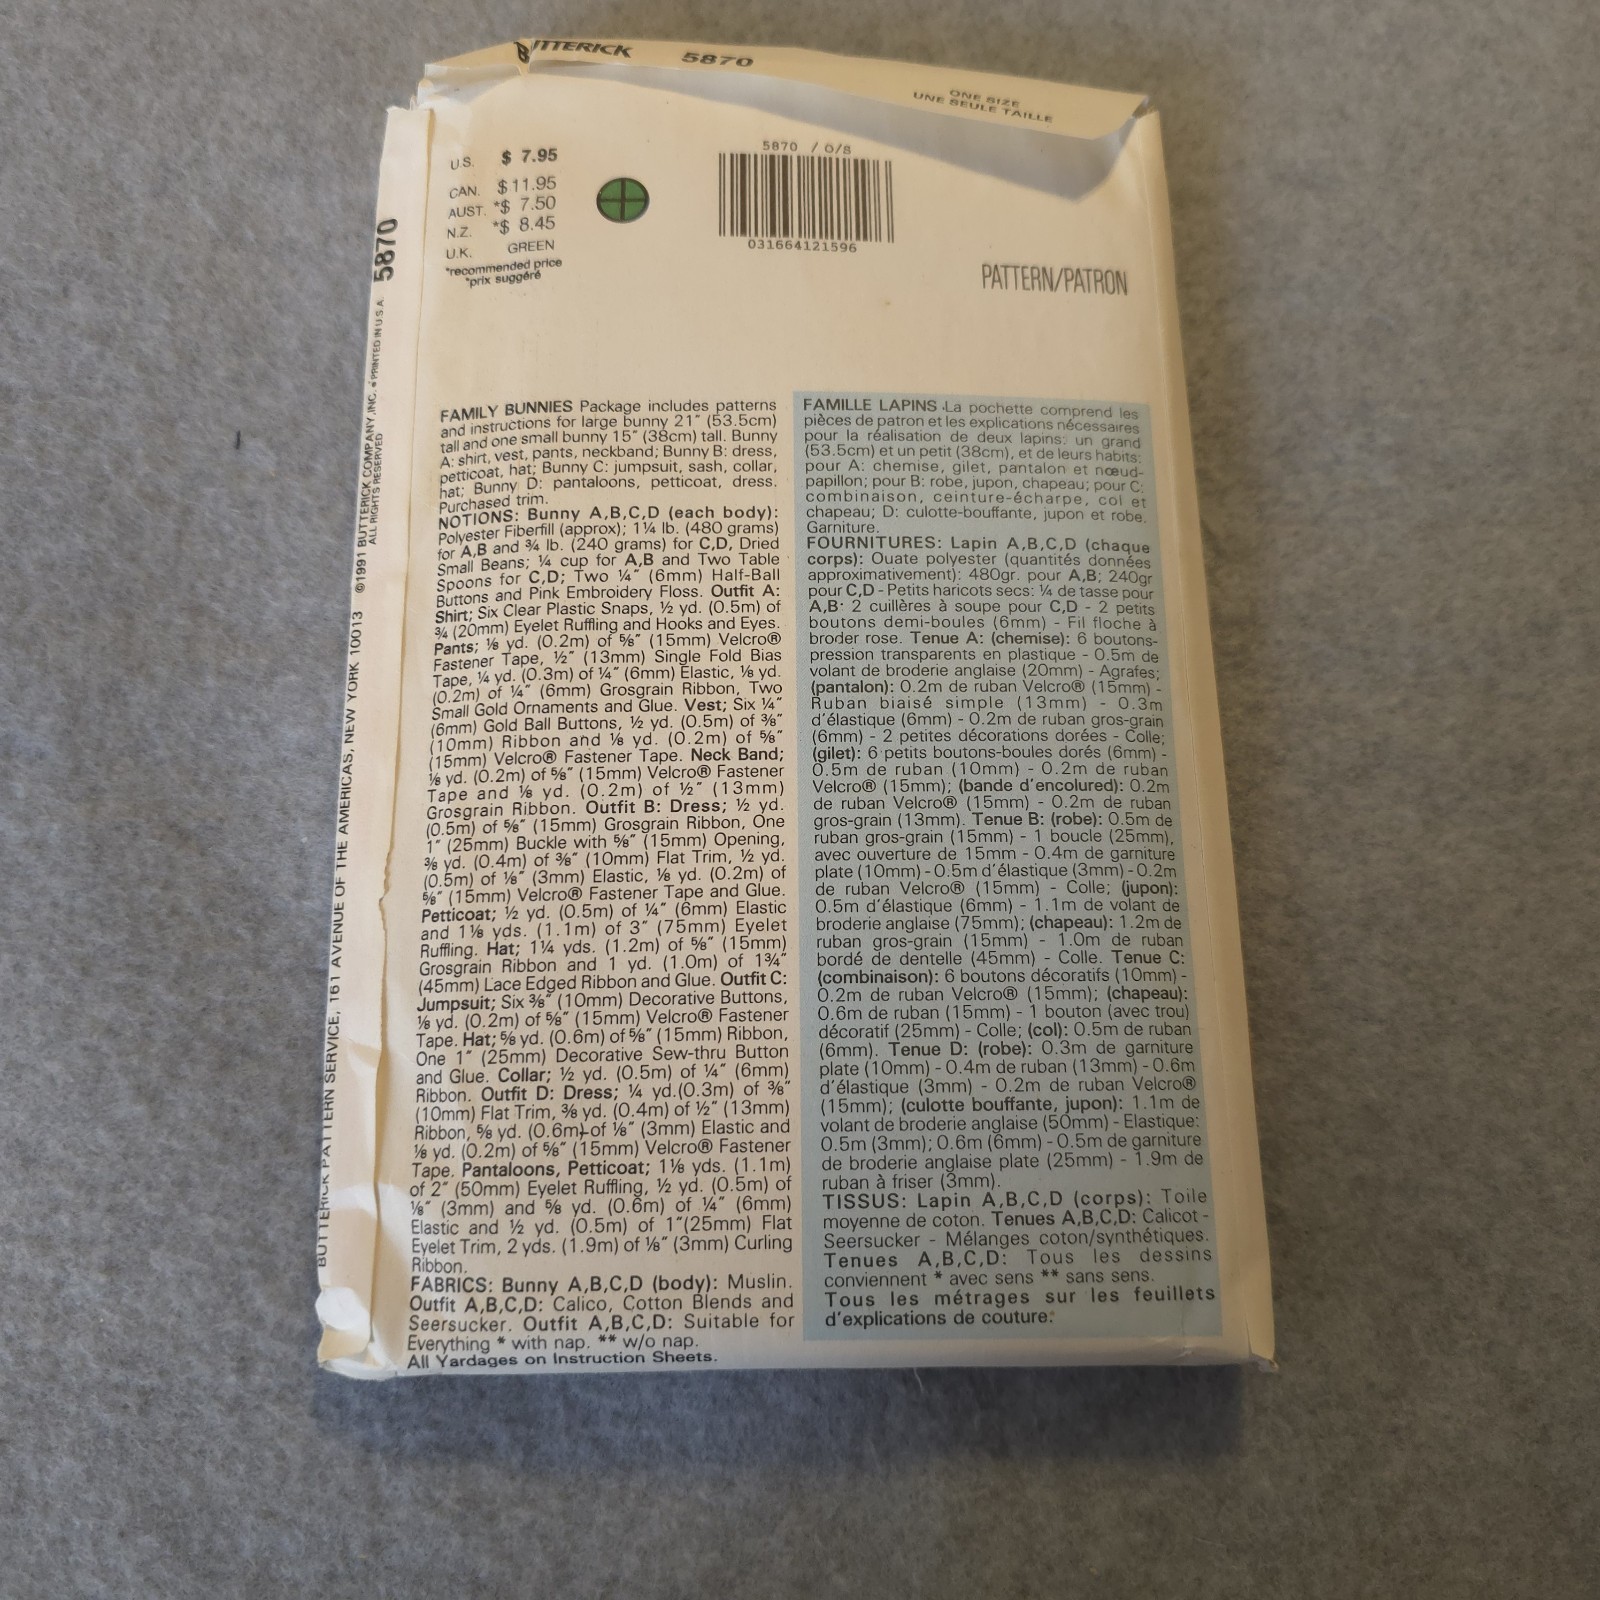 BUTTERICK 5870
ONE SIZE
UNE SEULE TAILLE
U.S. $ 7.95
CAN. $ 11.95
AUST. *$ 7.50
N.Z. *$ 8.45
U.K. GREEN
*recommended price
*prix suggéré
5870 / O/S
031664121596
PATTERN/PATRON
BUTTERICK PATTERN SERVICE, 161 AVENUE OF THE AMERICAS, NEW YORK 10013 ©1991 BUTTERICK COMPANY, INC. • PRINTED IN U.S.A. 5870
ALL RIGHTS RESERVED
FAMILY BUNNIES Package includes patterns
and instructions for large bunny 21" (53.5cm)
tall and one small bunny 15" (38cm) tall. Bunny
A: shirt, vest, pants, neckband; Bunny B: dress,
petticoat, hat; Bunny C: jumpsuit, sash, collar,
hat; Bunny D: pantaloons, petticoat, dress.
Purchased trim.
NOTIONS: Bunny A,B,C,D (each body):
Polyester Fiberfill (approx); 1¼ lb. (480 grams)
for A,B and ¾ lb. (240 grams) for C,D, Dried
Small Beans; ¼ cup for A,B and Two Table
Spoons for C,D; Two ¼" (6mm) Half-Ball
Buttons and Pink Embroidery Floss. Outfit A:
Shirt; Six Clear Plastic Snaps, ½ yd. (0.5m) of
¾ (20mm) Eyelet Ruffling and Hooks and Eyes.
Pants; ⅛ yd. (0.2m) of ⅝" (15mm) Velcro®
Fastener Tape, ½" (13mm) Single Fold Bias
Tape, ¼ yd. (0.3m) of ¼" (6mm) Elastic, ⅛ yd.
(0.2m) of ¼" (6mm) Grosgrain Ribbon, Two
Small Gold Ornaments and Glue. Vest; Six ¼"
(6mm) Gold Ball Buttons, ½ yd. (0.5m) of ⅜"
(10mm) Ribbon and ⅛ yd. (0.2m) of ⅝"
(15mm) Velcro® Fastener Tape. Neck Band;
⅛ yd. (0.2m) of ⅝" (15mm) Velcro® Fastener
Tape and ⅛ yd. (0.2m) of ½" (13mm)
Grosgrain Ribbon. Outfit B: Dress; ½ yd.
(0.5m) of ⅝" (15mm) Grosgrain Ribbon, One
1" (25mm) Buckle with ⅝" (15mm) Opening,
⅜ yd. (0.4m) of ⅜" (10mm) Flat Trim, ½ yd.
(0.5m) of ⅛" (3mm) Elastic, ⅛ yd. (0.2m) of
⅝" (15mm) Velcro® Fastener Tape and Glue.
Petticoat; ½ yd. (0.5m) of ¼" (6mm) Elastic
and 1⅛ yds. (1.1m) of 3" (75mm) Eyelet
Ruffling. Hat; 1¼ yds. (1.2m) of ⅝" (15mm)
Grosgrain Ribbon and 1 yd. (1.0m) of 1¾"
(45mm) Lace Edged Ribbon and Glue. Outfit C:
Jumpsuit; Six ⅜" (10mm) Decorative Buttons,
⅛ yd. (0.2m) of ⅝" (15mm) Velcro® Fastener
Tape. Hat; ⅝ yd. (0.6m) of ⅝" (15mm) Ribbon,
One 1" (25mm) Decorative Sew-thru Button
and Glue. Collar; ½ yd. (0.5m) of ¼" (6mm)
Ribbon. Outfit D: Dress; ¼ yd.(0.3m) of ⅜"
(10mm) Flat Trim, ⅜ yd. (0.4m) of ½" (13mm)
Ribbon, ⅝ yd. (0.6m) of ⅛" (3mm) Elastic and
⅛ yd. (0.2m) of ⅝" (15mm) Velcro® Fastener
Tape. Pantaloons, Petticoat; 1⅛ yds. (1.1m)
of 2" (50mm) Eyelet Ruffling, ½ yd. (0.5m) of
⅛" (3mm) and ⅝ yd. (0.6m) of ¼" (6mm)
Elastic and ½ yd. (0.5m) of 1"(25mm) Flat
Eyelet Trim, 2 yds. (1.9m) of ⅛" (3mm) Curling
Ribbon.
FABRICS: Bunny A,B,C,D (body): Muslin.
Outfit A,B,C,D: Calico, Cotton Blends and
Seersucker. Outfit A,B,C,D: Suitable for
Everything * with nap. ** w/o nap.
All Yardages on Instruction Sheets.
FAMILLE LAPINS La pochette comprend les
pièces de patron et les explications nécessaires
pour la réalisation de deux lapins: un grand
(53.5cm) et un petit (38cm), et de leurs habits:
pour A: chemise, gilet, pantalon et nœud-
papillon; pour B: robe, jupon, chapeau; pour C:
combinaison, ceinture-écharpe, col et
chapeau; D: culotte-bouffante, jupon et robe.
Garniture.
FOURNITURES: Lapin A,B,C,D (chaque
corps): Ouate polyester (quantités données
approximativement): 480gr. pour A,B; 240gr
pour C,D - Petits haricots secs: ¼ de tasse pour
A,B: 2 cuillères à soupe pour C,D - 2 petits
boutons demi-boules (6mm) - Fil floche à
broder rose. Tenue A: (chemise): 6 boutons-
pression transparents en plastique - 0.5m de
volant de broderie anglaise (20mm) - Agrafes;
(pantalon): 0.2m de ruban Velcro® (15mm) -
Ruban biaisé simple (13mm) - 0.3m
d'élastique (6mm) - 0.2m de ruban gros-grain
(6mm) - 2 petites décorations dorées - Colle;
(gilet): 6 petits boutons-boules dorés (6mm) -
0.5m de ruban (10mm) - 0.2m de ruban
Velcro® (15mm); (bande d'encolured): 0.2m
de ruban Velcro® (15mm) - 0.2m de ruban
gros-grain (13mm). Tenue B: (robe): 0.5m de
ruban gros-grain (15mm) - 1 boucle (25mm),
avec ouverture de 15mm - 0.4m de garniture
plate (10mm) - 0.5m d'élastique (3mm) - 0.2m
de ruban Velcro® (15mm) - Colle; (jupon):
0.5m d'élastique (6mm) - 1.1m de volant de
broderie anglaise (75mm); (chapeau): 1.2m de
ruban gros-grain (15mm) - 1.0m de ruban
bordé de dentelle (45mm) - Colle. Tenue C:
(combinaison): 6 boutons décoratifs (10mm) -
0.2m de ruban Velcro® (15mm); (chapeau):
0.6m de ruban (15mm) - 1 bouton (avec trou)
décoratif (25mm) - Colle; (col): 0.5m de ruban
(6mm). Tenue D: (robe): 0.3m de garniture
plate (10mm) - 0.4m de ruban (13mm) - 0.6m
d'élastique (3mm) - 0.2m de ruban Velcro®
(15mm); (culotte bouffante, jupon): 1.1m de
volant de broderie anglaise (50mm) - Elastique:
0.5m (3mm); 0.6m (6mm) - 0.5m de garniture
de broderie anglaise plate (25mm) - 1.9m de
ruban à friser (3mm).
TISSUS: Lapin A,B,C,D (corps): Toile
moyenne de coton. Tenues A,B,C,D: Calicot -
Seersucker - Mélanges coton/synthétiques.
Tenues A,B,C,D: Tous les dessins
conviennent * avec sens ** sans sens.
Tous les métrages sur les feuillets
d'explications de couture.